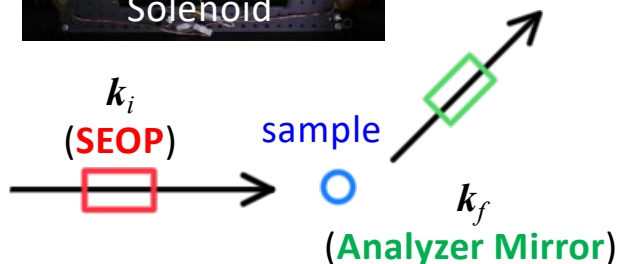 Solenoid
k_i
(SEOP)
sample
k_f
(Analyzer Mirror)